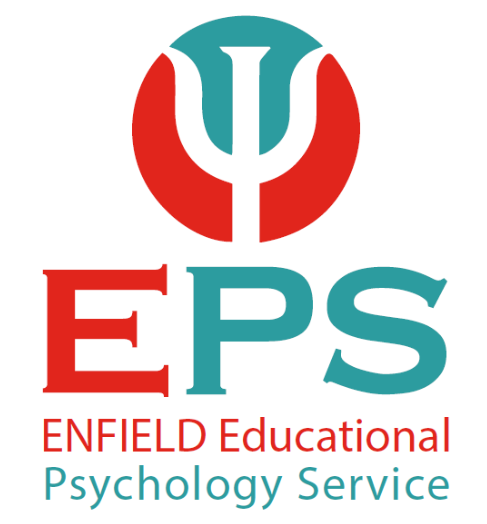 Ψ
EPS
ENFIELD Educational
Psychology Service